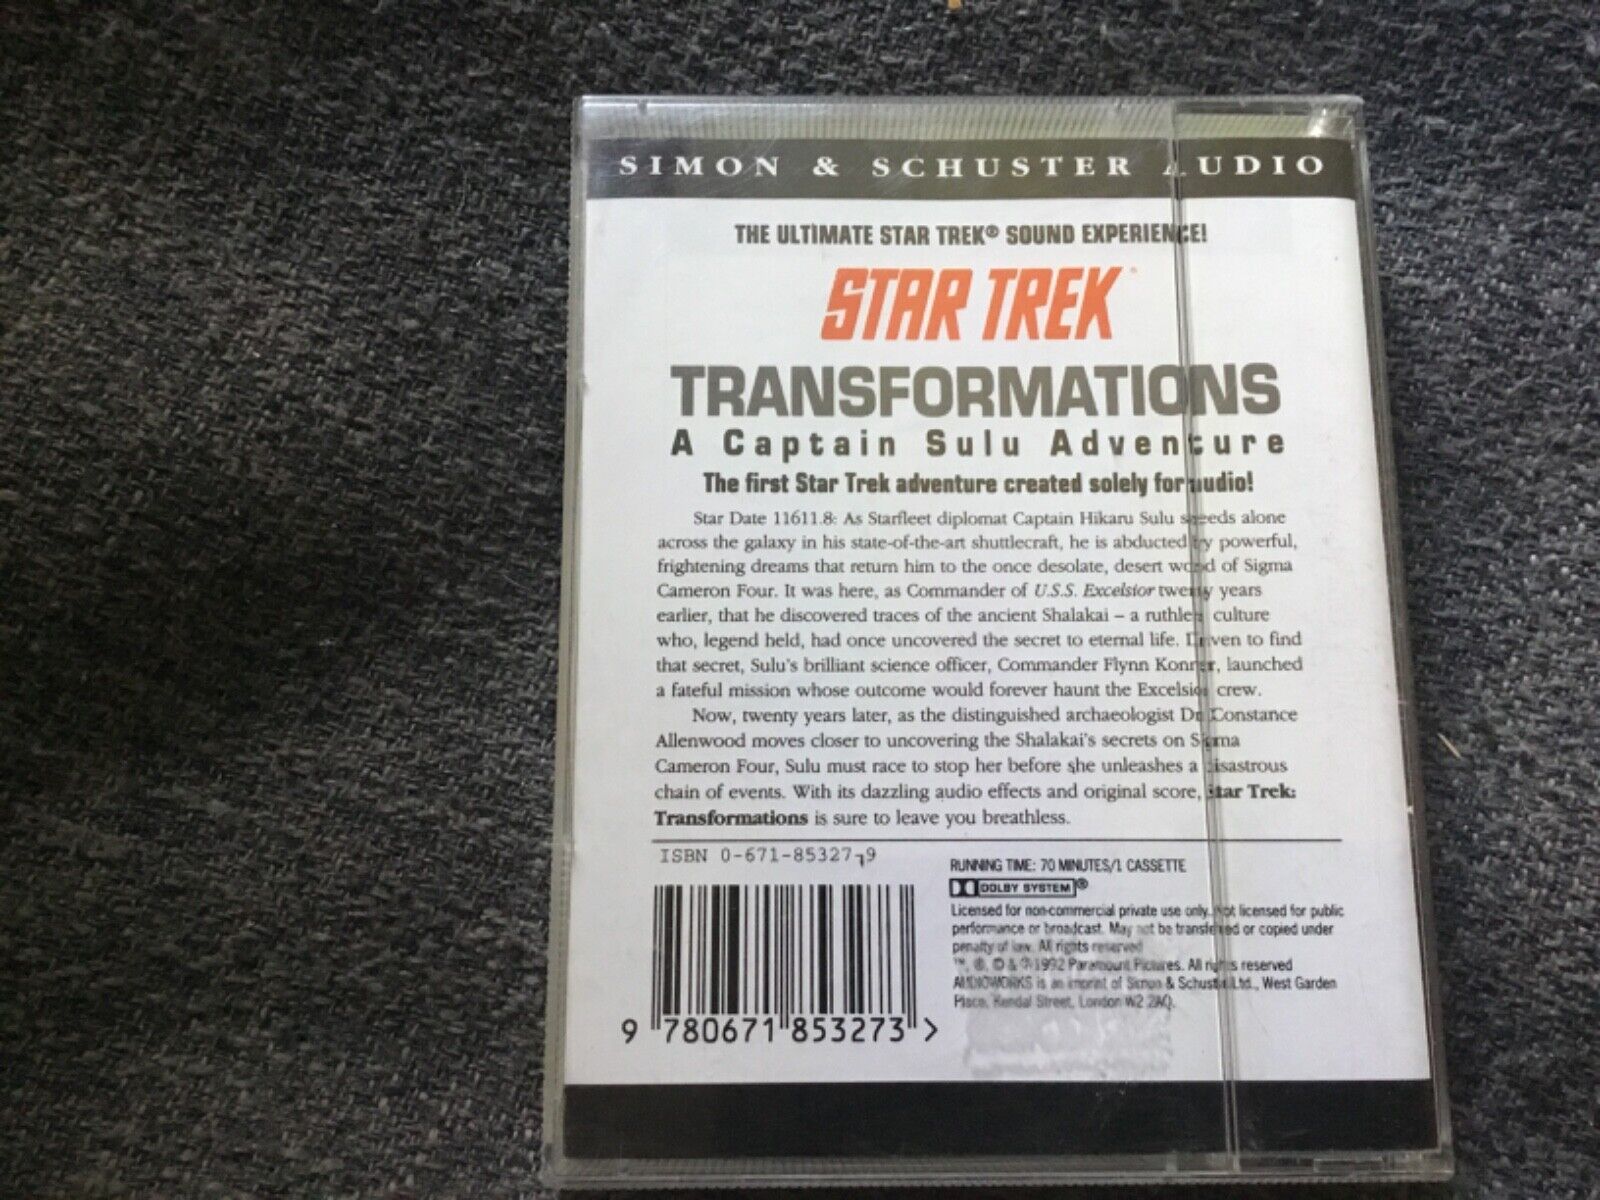 SIMON & SCHUSTER AUDIO
THE ULTIMATE STAR TREK® SOUND EXPERIENCE!
STAR TREK®
TRANSFORMATIONS
A Captain Sulu Adventure
The first Star Trek adventure created solely for audio!
Star Date 11611.8: As Starfleet diplomat Captain Hikaru Sulu speeds alone
across the galaxy in his state-of-the-art shuttlecraft, he is abducted by powerful,
frightening dreams that return him to the once desolate, desert world of Sigma
Cameron Four. It was here, as Commander of U.S.S. Excelsior twenty years
earlier, that he discovered traces of the ancient Shalakai – a ruthless culture
who, legend held, had once uncovered the secret to eternal life. Driven to find
that secret, Sulu's brilliant science officer, Commander Flynn Konner, launched
a fateful mission whose outcome would forever haunt the Excelsior crew.
Now, twenty years later, as the distinguished archaeologist Dr Constance
Allenwood moves closer to uncovering the Shalakai's secrets on Sigma
Cameron Four, Sulu must race to stop her before she unleashes a disastrous
chain of events. With its dazzling audio effects and original score, Star Trek:
Transformations is sure to leave you breathless.
ISBN 0-671-85327-9
RUNNING TIME: 70 MINUTES/1 CASSETTE
DOLBY SYSTEM®
Licensed for non-commercial private use only. Not licensed for public
performance or broadcast. May not be transferred or copied under
penalty of law. All rights reserved
™, ®, © & ℗ 1992 Paramount Pictures. All rights reserved
AUDIOWORKS is an imprint of Simon & Schuster Ltd., West Garden
Place, Kendal Street, London W2 2AQ.
9 780671 853273 >